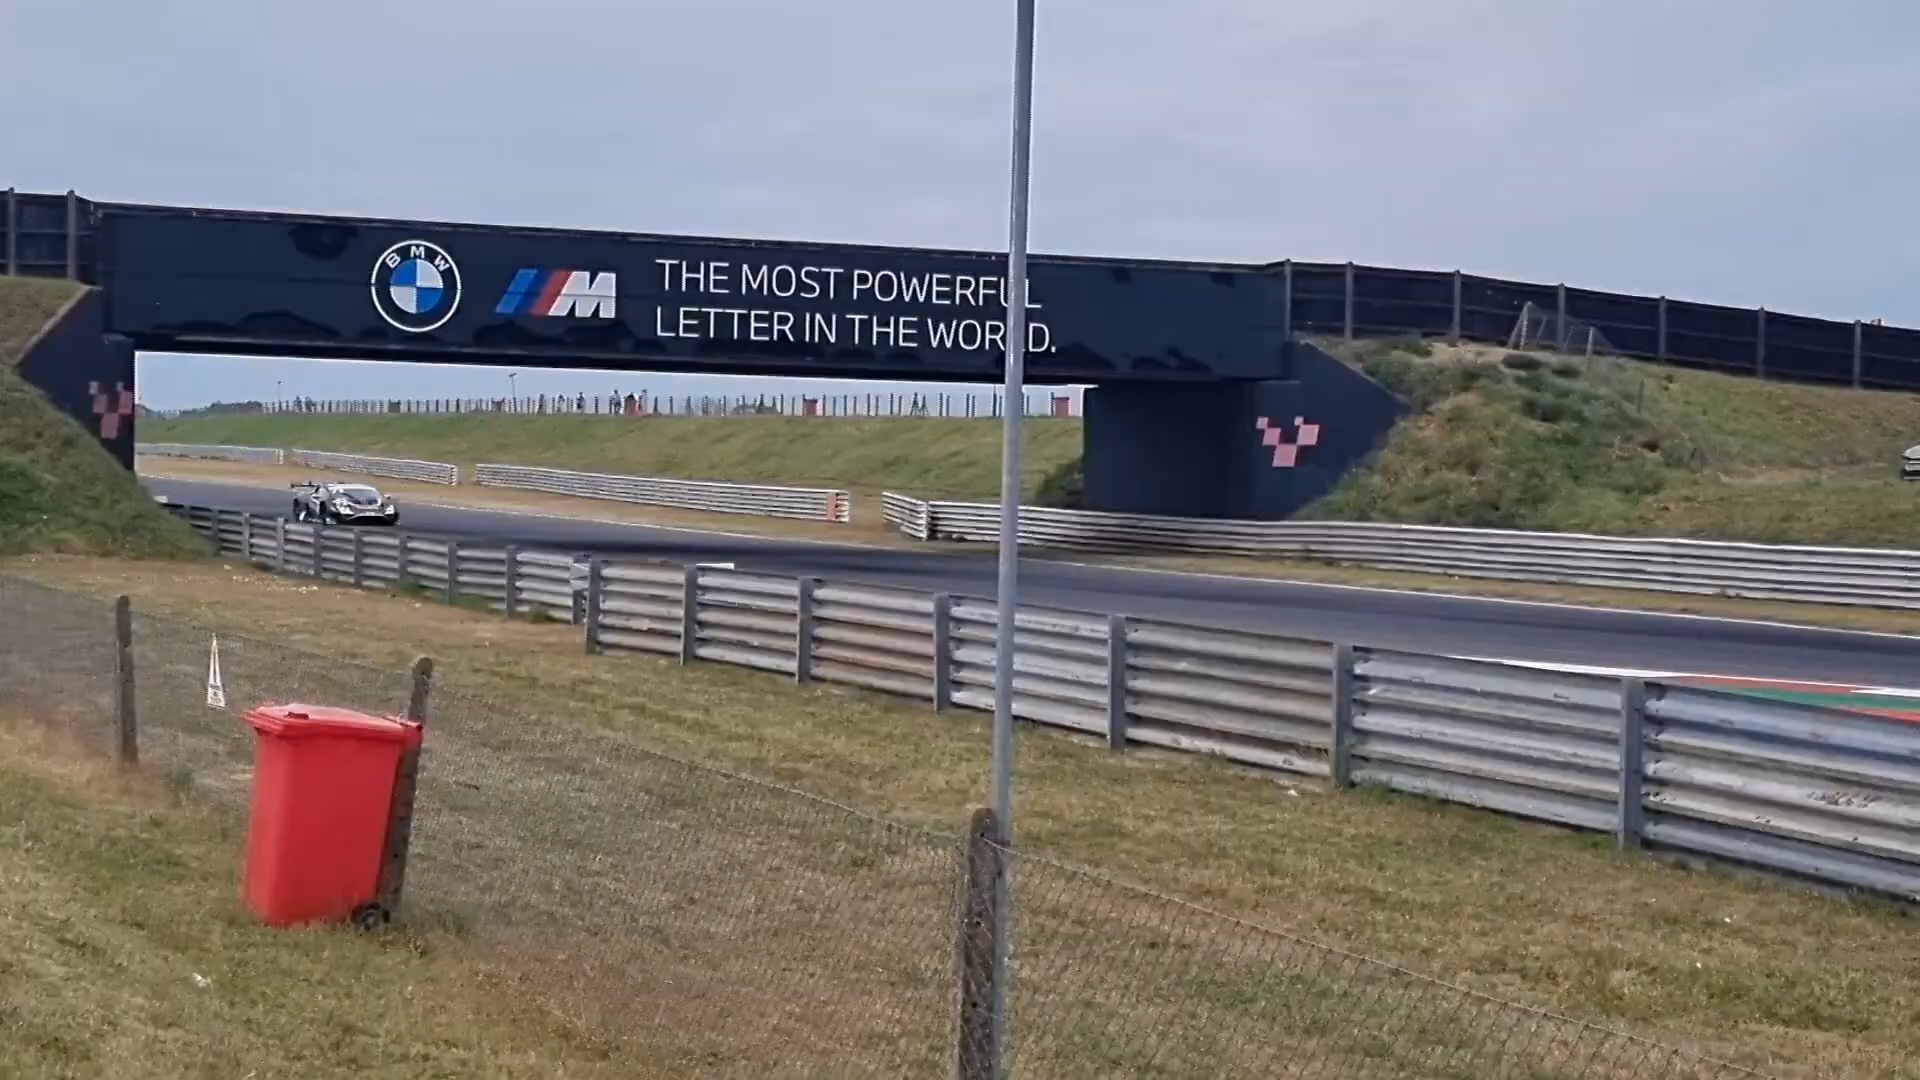 BMW
M
THE MOST POWERFUL
LETTER IN THE WORLD.